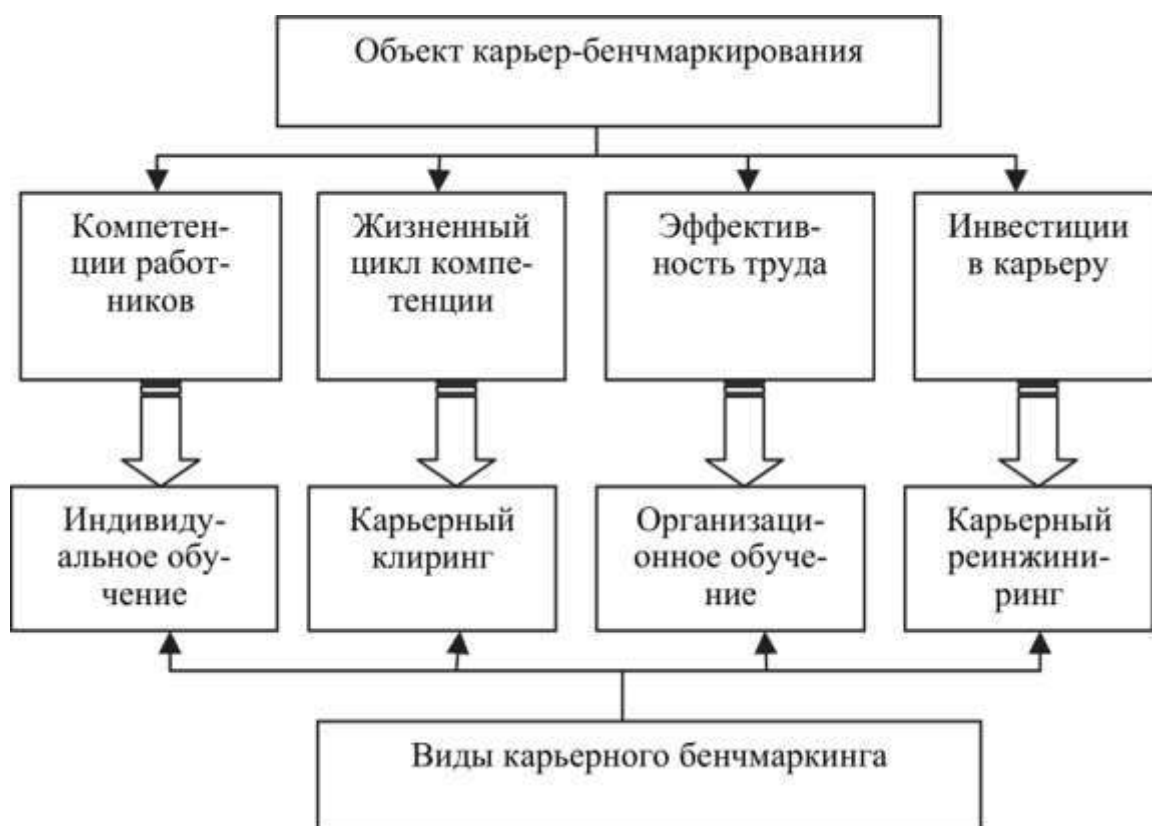 Объект карьер-бенчмаркирования
Компетен-
ции работ-
ников
Жизненный
цикл компе-
тенции
Эффектив-
ность труда
Инвестиции
в карьеру
Индивиду-
альное обу-
чение
Карьерный
клиринг
Организаци-
онное обуче-
ние
Карьерный
реинжини-
ринг
Виды карьерного бенчмаркинга